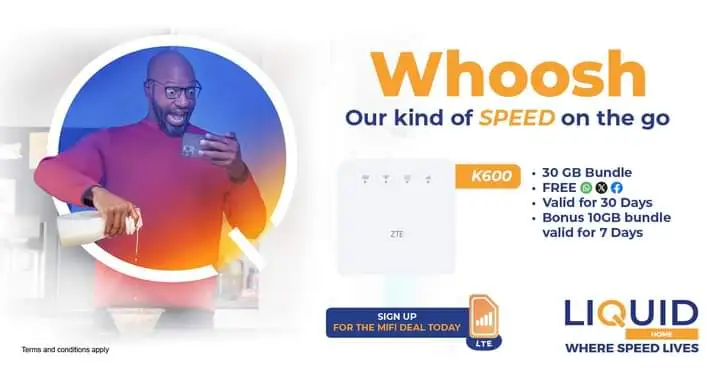 Whoosh
Our kind of SPEED on the go
K600
• 30 GB Bundle
• FREE
• Valid for 30 Days
• Bonus 10GB bundle
valid for 7 Days
ZTE
SIGN UP
FOR THE MIFI DEAL TODAY
LTE
LIQUID
HOME
WHERE SPEED LIVES
Terms and conditions apply